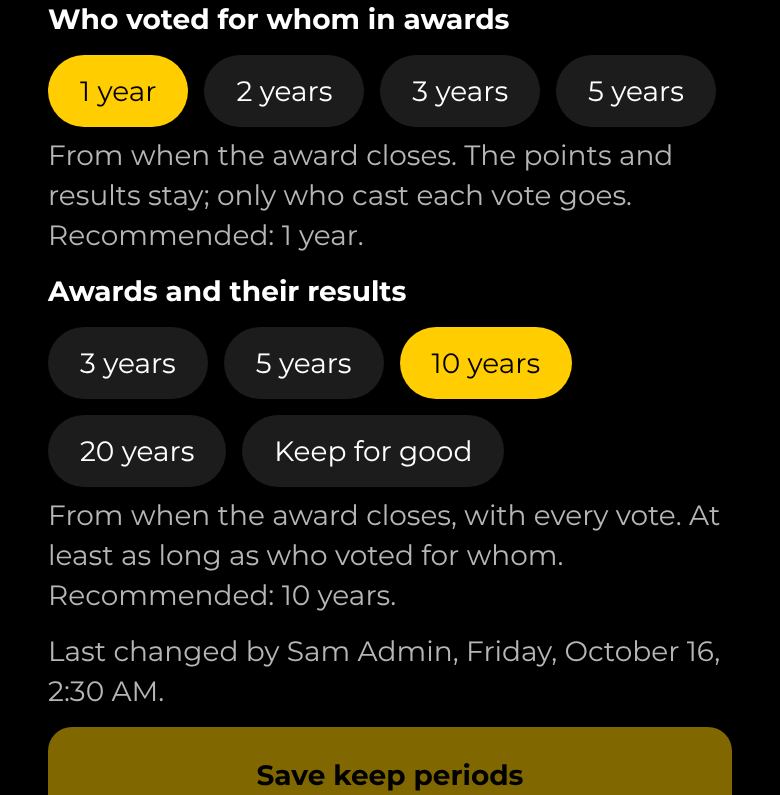 Who voted for whom in awards
1 year
2 years
3 years
5 years
From when the award closes. The points and
results stay; only who cast each vote goes.
Recommended: 1 year.
Awards and their results
3 years
5 years
10 years
20 years
Keep for good
From when the award closes, with every vote. At
least as long as who voted for whom.
Recommended: 10 years.
Last changed by Sam Admin, Friday, October 16,
2:30 AM.
Save keep periods